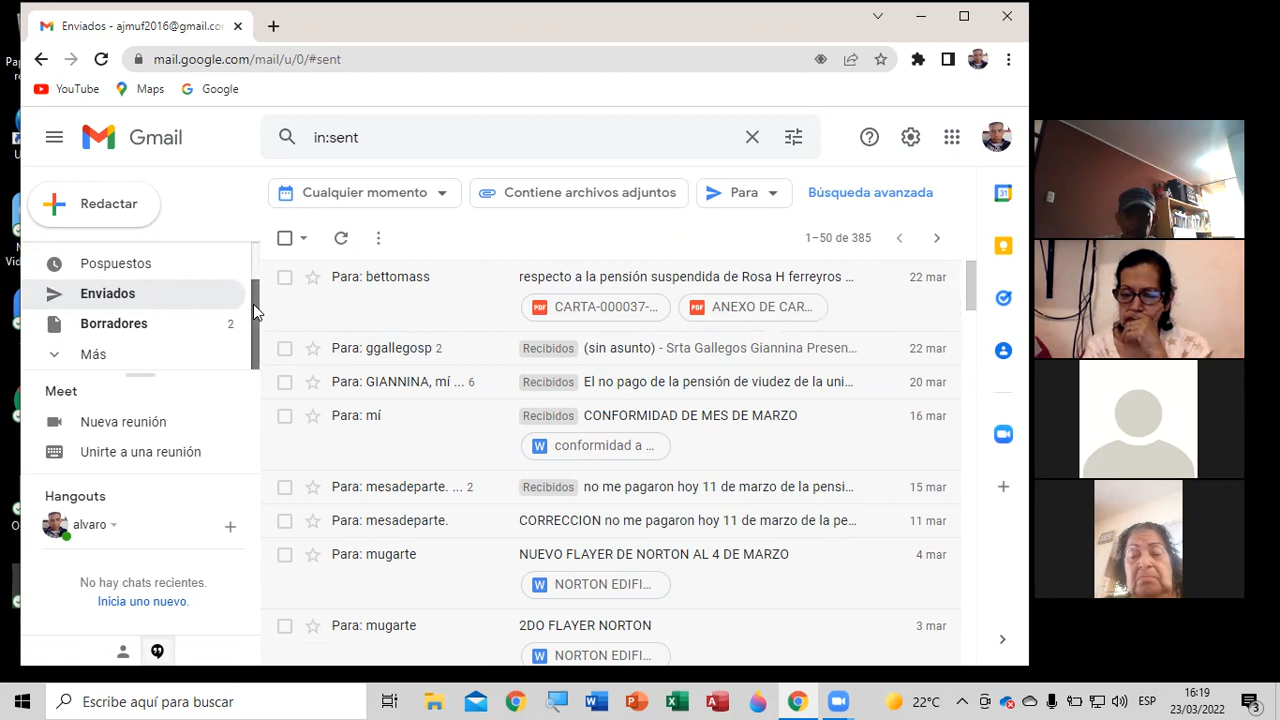 Enviados - ajmuf2016@gmail.co
mail.google.com/mail/u/0/#sent
YouTube Maps Google
Gmail
in:sent
Redactar
Cualquier momento Contiene archivos adjuntos Para Búsqueda avanzada
31
1–50 de 385
Pospuestos
Enviados
Borradores 2
Más
Meet
Nueva reunión
Unirte a una reunión
Hangouts
alvaro
No hay chats recientes.
Inicia uno nuevo.
Para: bettomass respecto a la pensión suspendida de Rosa H ferreyros ... 22 mar
PDF CARTA-000037-... PDF ANEXO DE CAR...
Para: ggallegosp 2 Recibidos (sin asunto) - Srta Gallegos Giannina Presen... 22 mar
Para: GIANNINA, mí ... 6 Recibidos El no pago de la pensión de viudez de la uni... 20 mar
Para: mí Recibidos CONFORMIDAD DE MES DE MARZO 16 mar
W conformidad a ...
Para: mesadeparte. ... 2 Recibidos no me pagaron hoy 11 de marzo de la pensi... 15 mar
Para: mesadeparte. CORRECCION no me pagaron hoy 11 de marzo de la pe... 11 mar
Para: mugarte NUEVO FLAYER DE NORTON AL 4 DE MARZO 4 mar
W NORTON EDIFI...
Para: mugarte 2DO FLAYER NORTON 3 mar
W NORTON EDIFI...
Escribe aquí para buscar
22°C ESP 16:19
23/03/2022
3